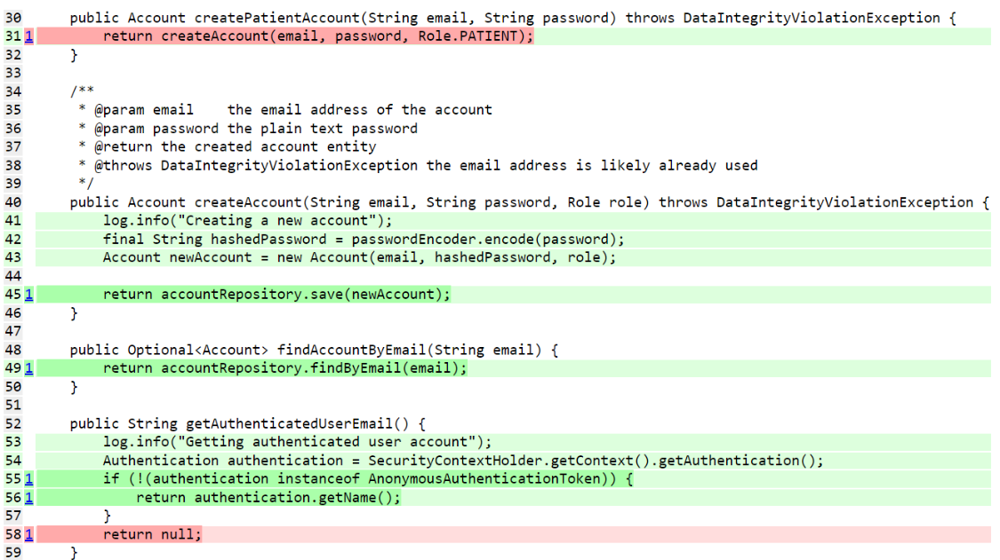 30 public Account createPatientAccount(String email, String password) throws DataIntegrityViolationException {
31 1 return createAccount(email, password, Role.PATIENT);
32 }
33
34 /**
35 * @param email    the email address of the account
36 * @param password the plain text password
37 * @return the created account entity
38 * @throws DataIntegrityViolationException the email address is likely already used
39 */
40 public Account createAccount(String email, String password, Role role) throws DataIntegrityViolationException {
41 log.info("Creating a new account");
42 final String hashedPassword = passwordEncoder.encode(password);
43 Account newAccount = new Account(email, hashedPassword, role);
44
45 1 return accountRepository.save(newAccount);
46 }
47
48 public Optional<Account> findAccountByEmail(String email) {
49 1 return accountRepository.findByEmail(email);
50 }
51
52 public String getAuthenticatedUserEmail() {
53 log.info("Getting authenticated user account");
54 Authentication authentication = SecurityContextHolder.getContext().getAuthentication();
55 1 if (!(authentication instanceof AnonymousAuthenticationToken)) {
56 1 return authentication.getName();
57 }
58 1 return null;
59 }